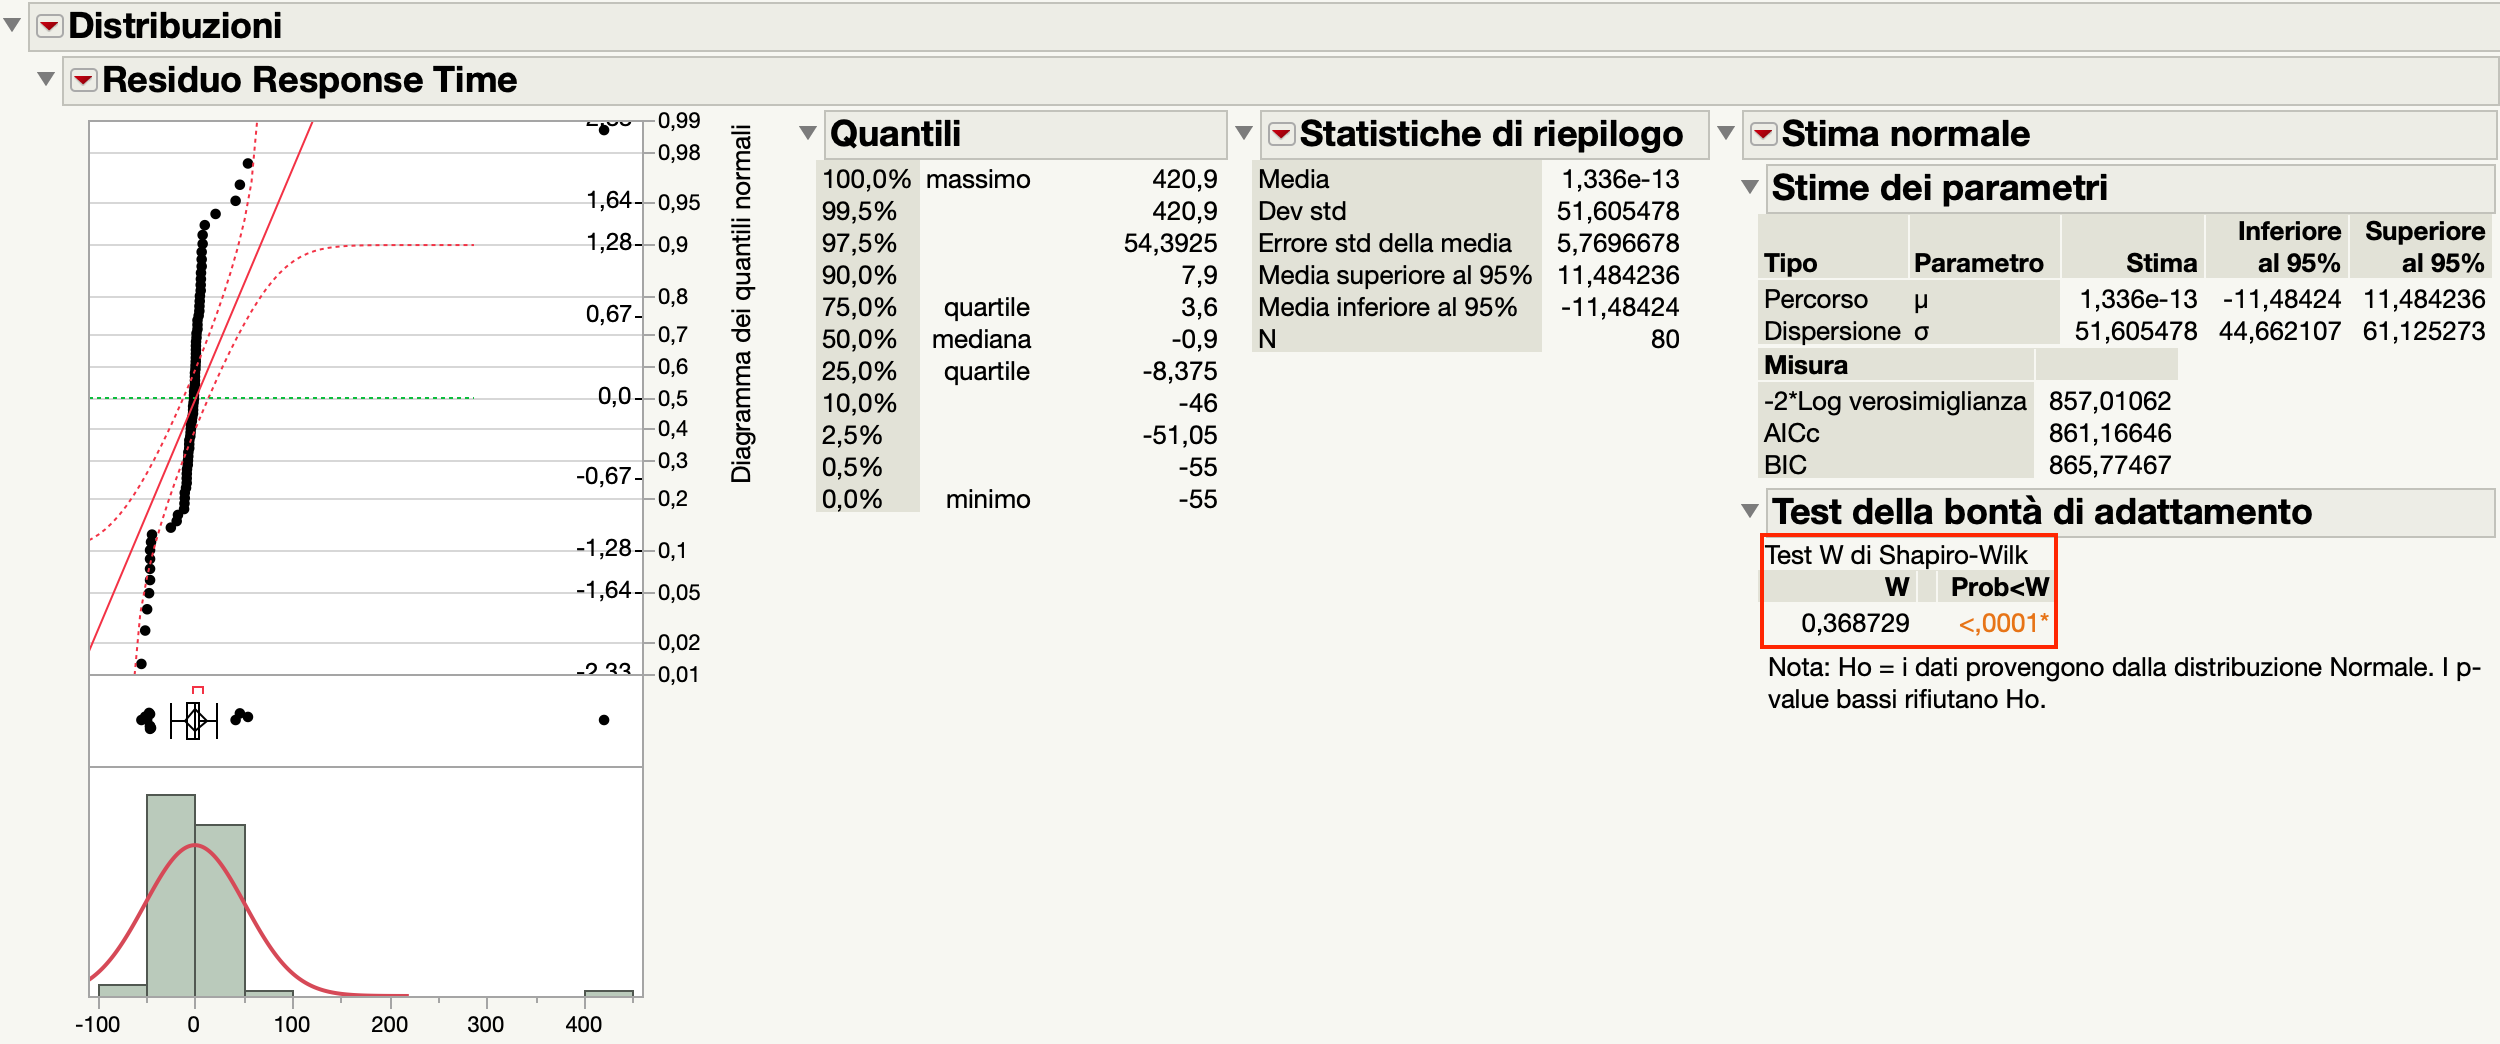 Distribuzioni
Residuo Response Time
0,99
0,98
1,64 0,95
1,28 0,9
0,8
0,67
0,7
0,6
0,0 0,5
0,4
0,3
-0,67
0,2
-1,28 0,1
-1,64 0,05
0,02
-2,33 0,01
Diagramma dei quantili normali
-100 0 100 200 300 400
Quantili
100,0% massimo 420,9
99,5% 420,9
97,5% 54,3925
90,0% 7,9
75,0% quartile 3,6
50,0% mediana -0,9
25,0% quartile -8,375
10,0% -46
2,5% -51,05
0,5% -55
0,0% minimo -55
Statistiche di riepilogo
Media 1,336e-13
Dev std 51,605478
Errore std della media 5,7696678
Media superiore al 95% 11,484236
Media inferiore al 95% -11,48424
N 80
Stima normale
Stime dei parametri
Inferiore Superiore
Tipo Parametro Stima al 95% al 95%
Percorso μ 1,336e-13 -11,48424 11,484236
Dispersione σ 51,605478 44,662107 61,125273
Misura
-2*Log verosimiglianza 857,01062
AICc 861,16646
BIC 865,77467
Test della bontà di adattamento
Test W di Shapiro-Wilk
W Prob<W
0,368729 <,0001*
Nota: Ho = i dati provengono dalla distribuzione Normale. I p-
value bassi rifiutano Ho.